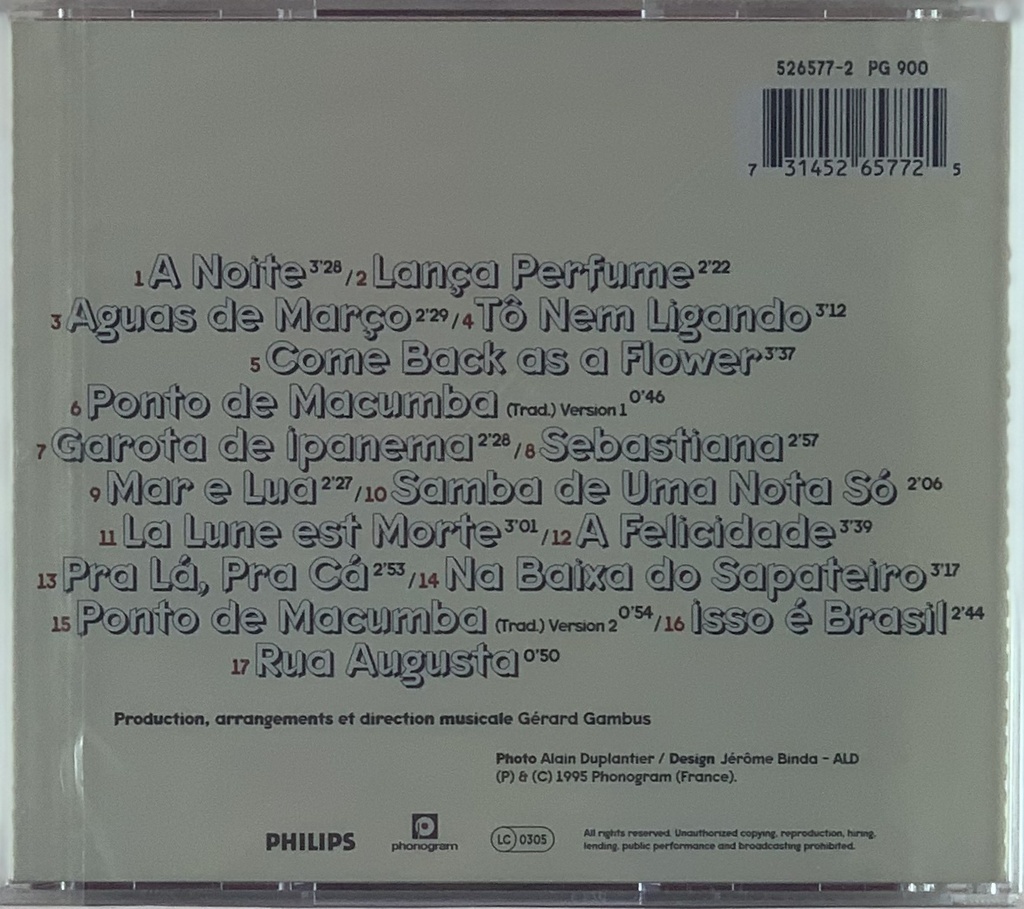 526577-2 PG 900
7 31452 65772 5
1 A Noite 3'28 / 2 Lança Perfume 2'22
3 Aguas de Março 2'29 / 4 Tô Nem Ligando 3'12
5 Come Back as a Flower 3'37
6 Ponto de Macumba (Trad.) Version 1 0'46
7 Garota de Ipanema 2'28 / 8 Sebastiana 2'57
9 Mar e Lua 2'27 / 10 Samba de Uma Nota Só 2'06
11 La Lune est Morte 3'01 / 12 A Felicidade 3'39
13 Pra Lá, Pra Cá 2'53 / 14 Na Baixa do Sapateiro 3'17
15 Ponto de Macumba (Trad.) Version 2 0'54 / 16 Isso é Brasil 2'44
17 Rua Augusta 0'50
Production, arrangements et direction musicale Gérard Gambus
Photo Alain Duplantier / Design Jérôme Binda - ALD
(P) & (C) 1995 Phonogram (France).
PHILIPS
p
phonogram
LC 0305
All rights reserved. Unauthorized copying, reproduction, hiring,
lending, public performance and broadcasting prohibited.